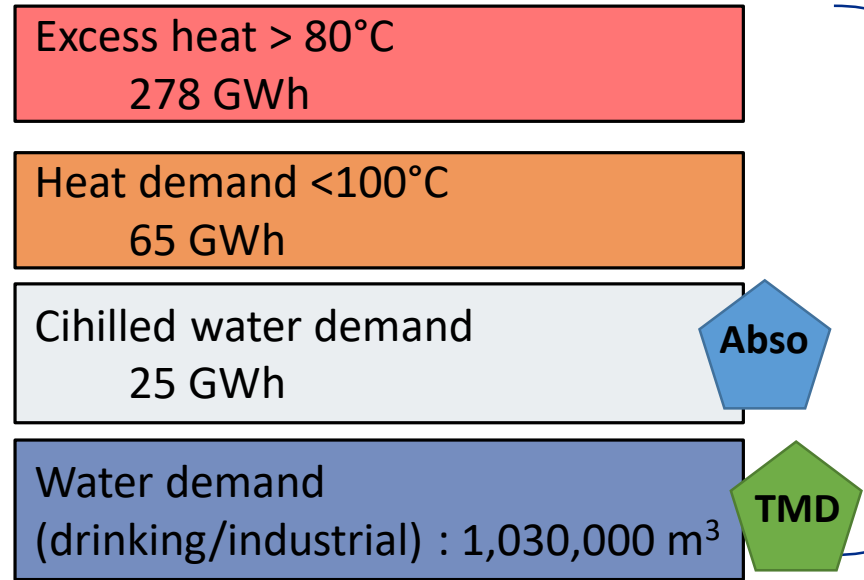 Excess heat > 80°C
278 GWh
Heat demand <100°C
65 GWh
Cihilled water demand
25 GWh
Abso
Water demand
(drinking/industrial) : 1,030,000 m³
TMD